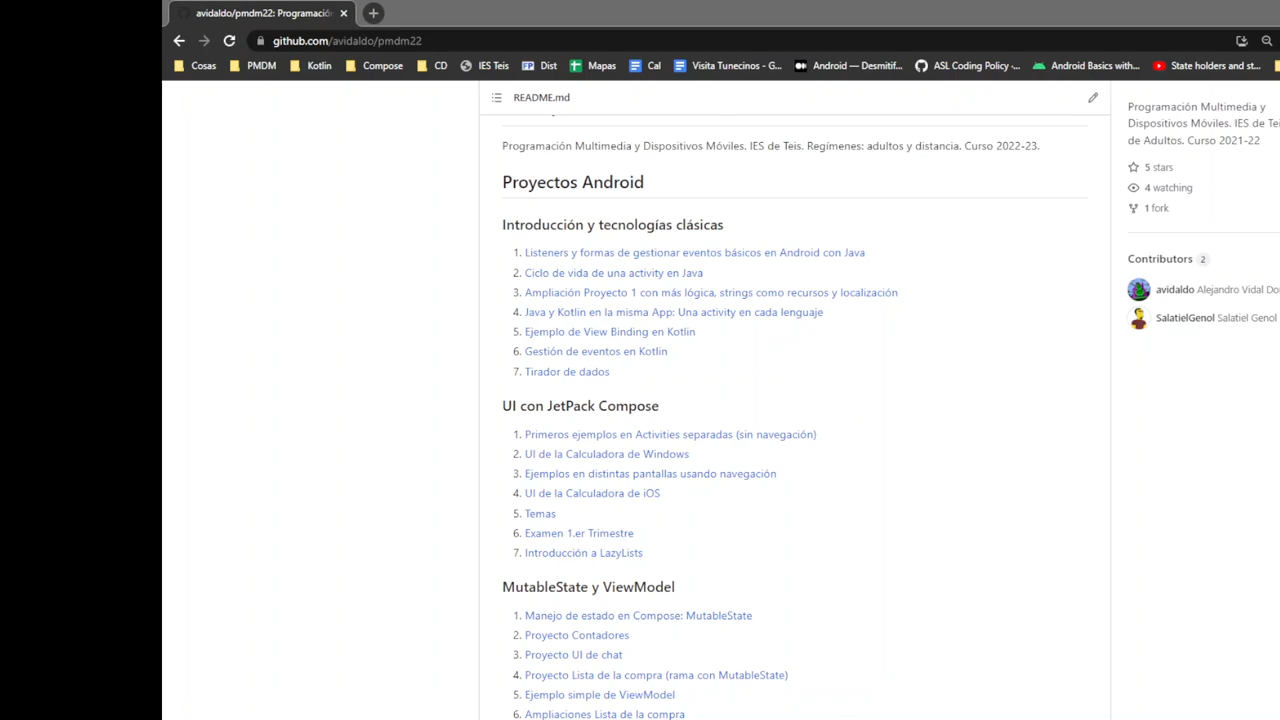 avidaldo/pmdm22: Programació
github.com/avidaldo/pmdm22
Cosas PMDM Kotlin Compose CD IES Teis Dist Mapas Cal Visita Tunecinos - G... Android — Desmitif... ASL Coding Policy -... Android Basics with... State holders and st...
README.md
Programación Multimedia y Dispositivos Móviles. IES de Teis. Regímenes: adultos y distancia. Curso 2022-23.
Proyectos Android
Introducción y tecnologías clásicas
1. Listeners y formas de gestionar eventos básicos en Android con Java
2. Ciclo de vida de una activity en Java
3. Ampliación Proyecto 1 con más lógica, strings como recursos y localización
4. Java y Kotlin en la misma App: Una activity en cada lenguaje
5. Ejemplo de View Binding en Kotlin
6. Gestión de eventos en Kotlin
7. Tirador de dados
UI con JetPack Compose
1. Primeros ejemplos en Activities separadas (sin navegación)
2. UI de la Calculadora de Windows
3. Ejemplos en distintas pantallas usando navegación
4. UI de la Calculadora de iOS
5. Temas
6. Examen 1.er Trimestre
7. Introducción a LazyLists
MutableState y ViewModel
1. Manejo de estado en Compose: MutableState
2. Proyecto Contadores
3. Proyecto UI de chat
4. Proyecto Lista de la compra (rama con MutableState)
5. Ejemplo simple de ViewModel
6. Ampliaciones Lista de la compra
Programación Multimedia y
Dispositivos Móviles. IES de Tei
de Adultos. Curso 2021-22
5 stars
4 watching
1 fork
Contributors 2
avidaldo Alejandro Vidal Do
SalatielGenol Salatiel Genol